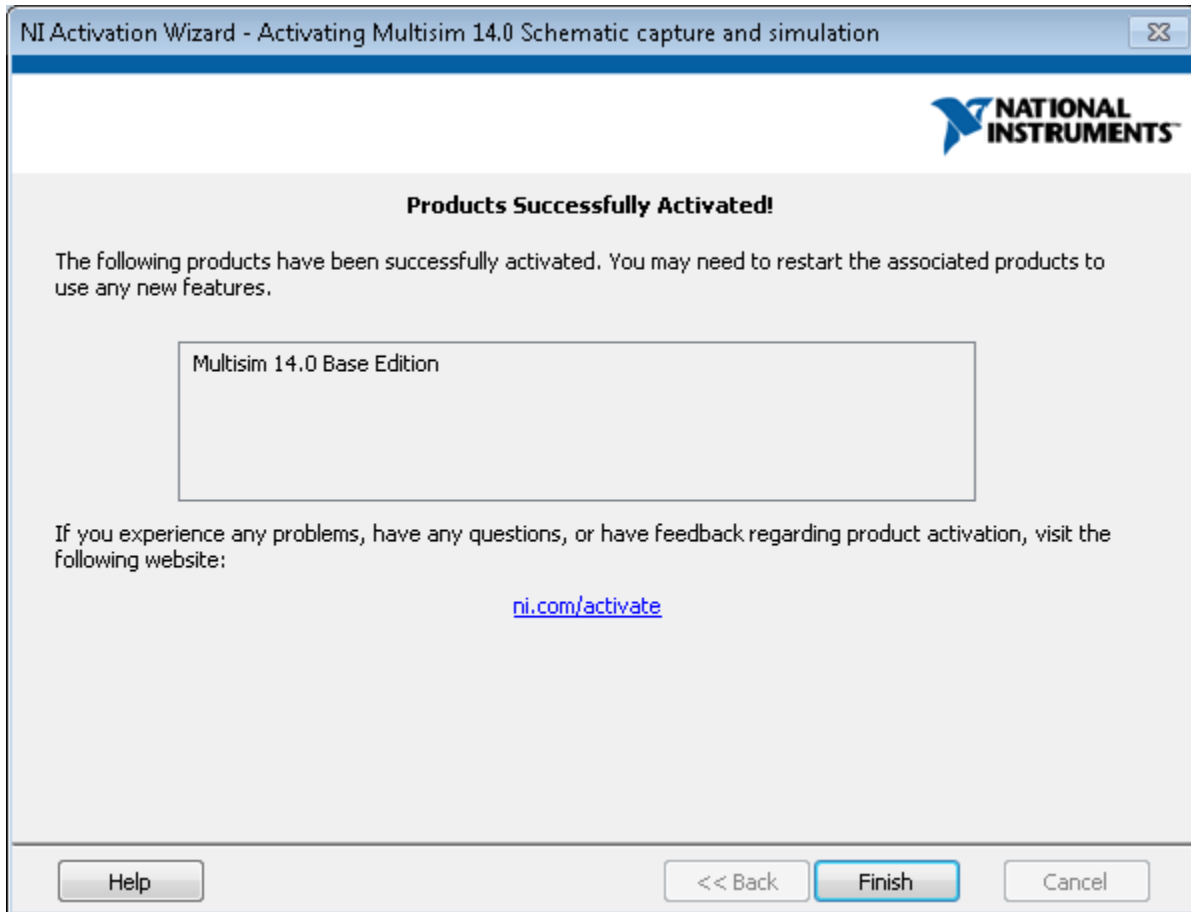 NI Activation Wizard - Activating Multisim 14.0 Schematic capture and simulation
NATIONAL
INSTRUMENTS
Products Successfully Activated!
The following products have been successfully activated. You may need to restart the associated products to
use any new features.
Multisim 14.0 Base Edition
If you experience any problems, have any questions, or have feedback regarding product activation, visit the
following website:
ni.com/activate
Help
<< Back
Finish
Cancel